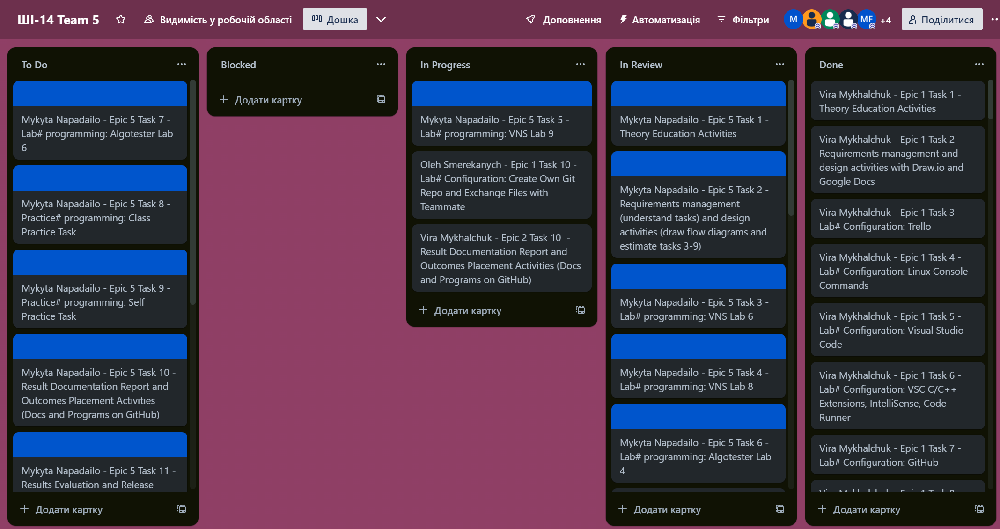 ШІ-14 Team 5
Видимість у робочій області
Дошка
Доповнення
Автоматизація
Фільтри
M
MF
+4
Поділитися
To Do
Mykyta Napadailo - Epic 5 Task 7 -
Lab# programming: Algotester Lab
6
Mykyta Napadailo - Epic 5 Task 8 -
Practice# programming: Class
Practice Task
Mykyta Napadailo - Epic 5 Task 9 -
Practice# programming: Self
Practice Task
Mykyta Napadailo - Epic 5 Task 10 -
Result Documentation Report and
Outcomes Placement Activities
(Docs and Programs on GitHub)
Mykyta Napadailo - Epic 5 Task 11 -
Results Evaluation and Release
Додати картку
Blocked
Додати картку
In Progress
Mykyta Napadailo - Epic 5 Task 5 -
Lab# programming: VNS Lab 9
Oleh Smerekanych - Epic 1 Task 10 -
Lab# Configuration: Create Own Git
Repo and Exchange Files with
Teammate
Vira Mykhalchuk - Epic 2 Task 10  -
Result Documentation Report and
Outcomes Placement Activities (Docs
and Programs on GitHub)
Додати картку
In Review
Mykyta Napadailo - Epic 5 Task 1 -
Theory Education Activities
Mykyta Napadailo - Epic 5 Task 2 -
Requirements management
(understand tasks) and design
activities (draw flow diagrams and
estimate tasks 3-9)
Mykyta Napadailo - Epic 5 Task 3 -
Lab# programming: VNS Lab 6
Mykyta Napadailo - Epic 5 Task 4 -
Lab# programming: VNS Lab 8
Mykyta Napadailo - Epic 5 Task 6 -
Lab# programming: Algotester Lab
4
Додати картку
Done
Vira Mykhalchuk - Epic 1 Task 1 -
Theory Education Activities
Vira Mykhalchuk - Epic 1 Task 2 -
Requirements management and
design activities with Draw.io and
Google Docs
Vira Mykhalchuk - Epic 1 Task 3 -
Lab# Configuration: Trello
Vira Mykhalchuk - Epic 1 Task 4 -
Lab# Configuration: Linux Console
Commands
Vira Mykhalchuk - Epic 1 Task 5 -
Lab# Configuration: Visual Studio
Code
Vira Mykhalchuk - Epic 1 Task 6 -
Lab# Configuration: VSC C/C++
Extensions, IntelliSense, Code
Runner
Vira Mykhalchuk - Epic 1 Task 7 -
Lab# Configuration: GitHub
Vira Mykhalchuk - Epic 1 Task 8
Додати картку